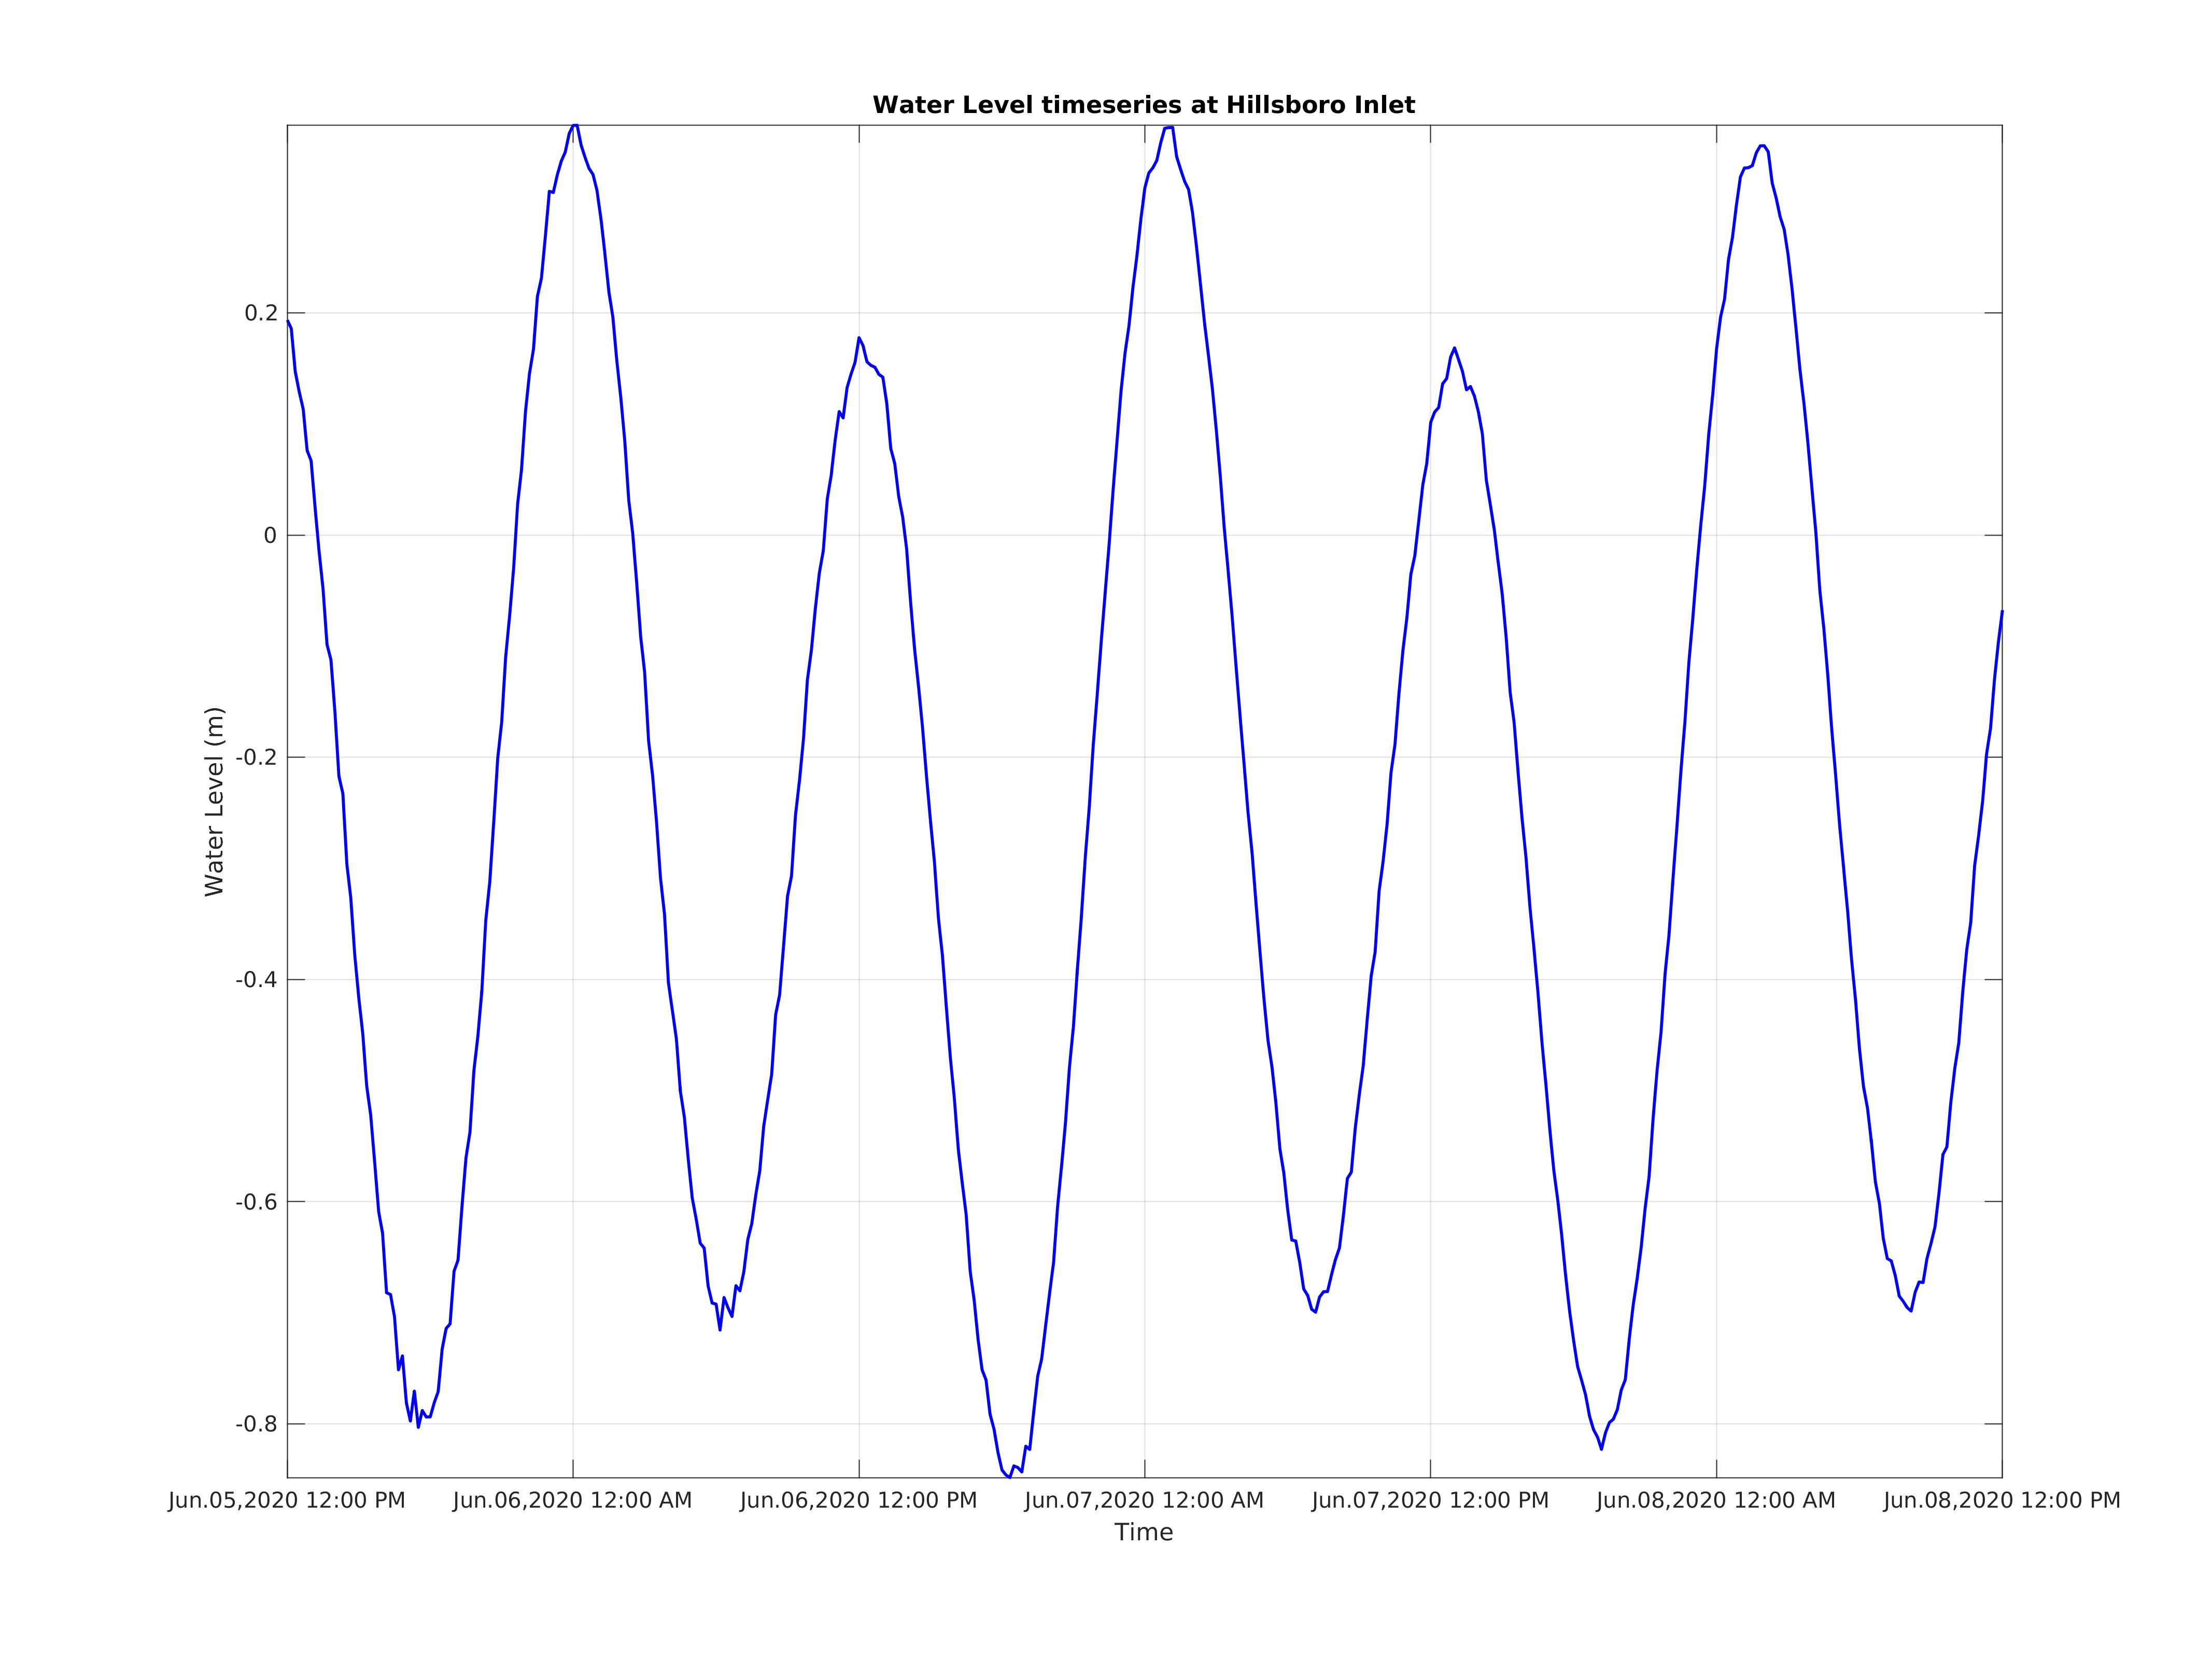 Water Level timeseries at Hillsboro Inlet
0.2
0
-0.2
-0.4
-0.6
-0.8
Water Level (m)
Jun.05,2020 12:00 PM Jun.06,2020 12:00 AM Jun.06,2020 12:00 PM Jun.07,2020 12:00 AM Jun.07,2020 12:00 PM Jun.08,2020 12:00 AM Jun.08,2020 12:00 PM
Time